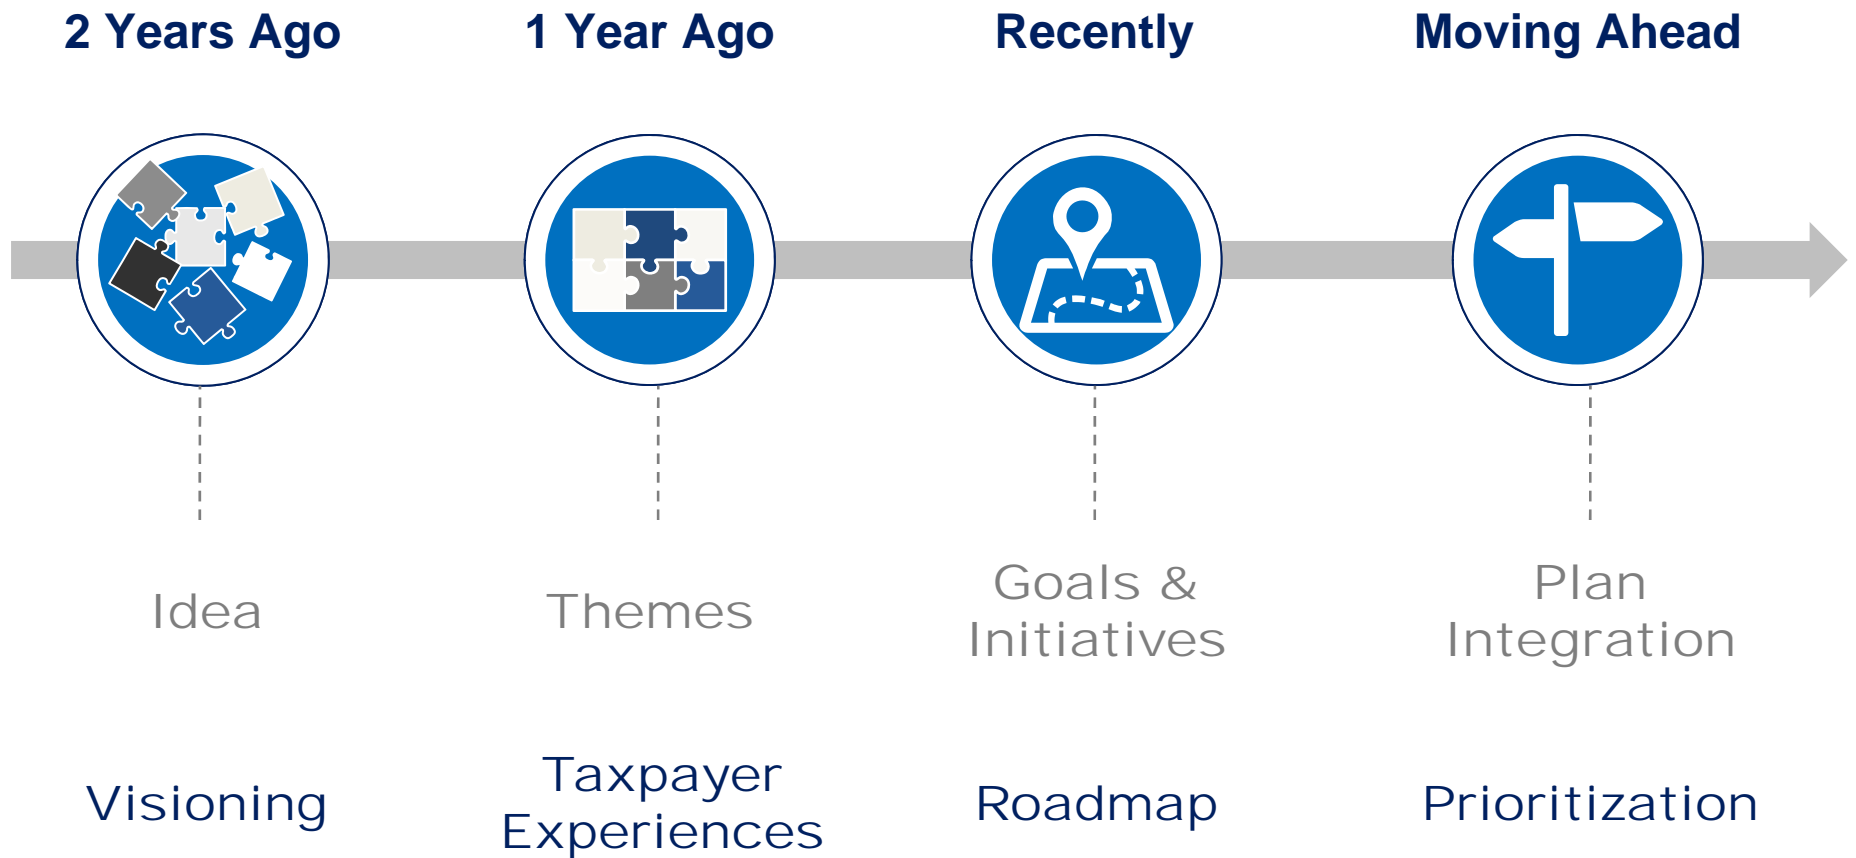 2 Years Ago
1 Year Ago
Recently
Moving Ahead
Idea
Themes
Goals &
Initiatives
Plan
Integration
Visioning
Taxpayer
Experiences
Roadmap
Prioritization